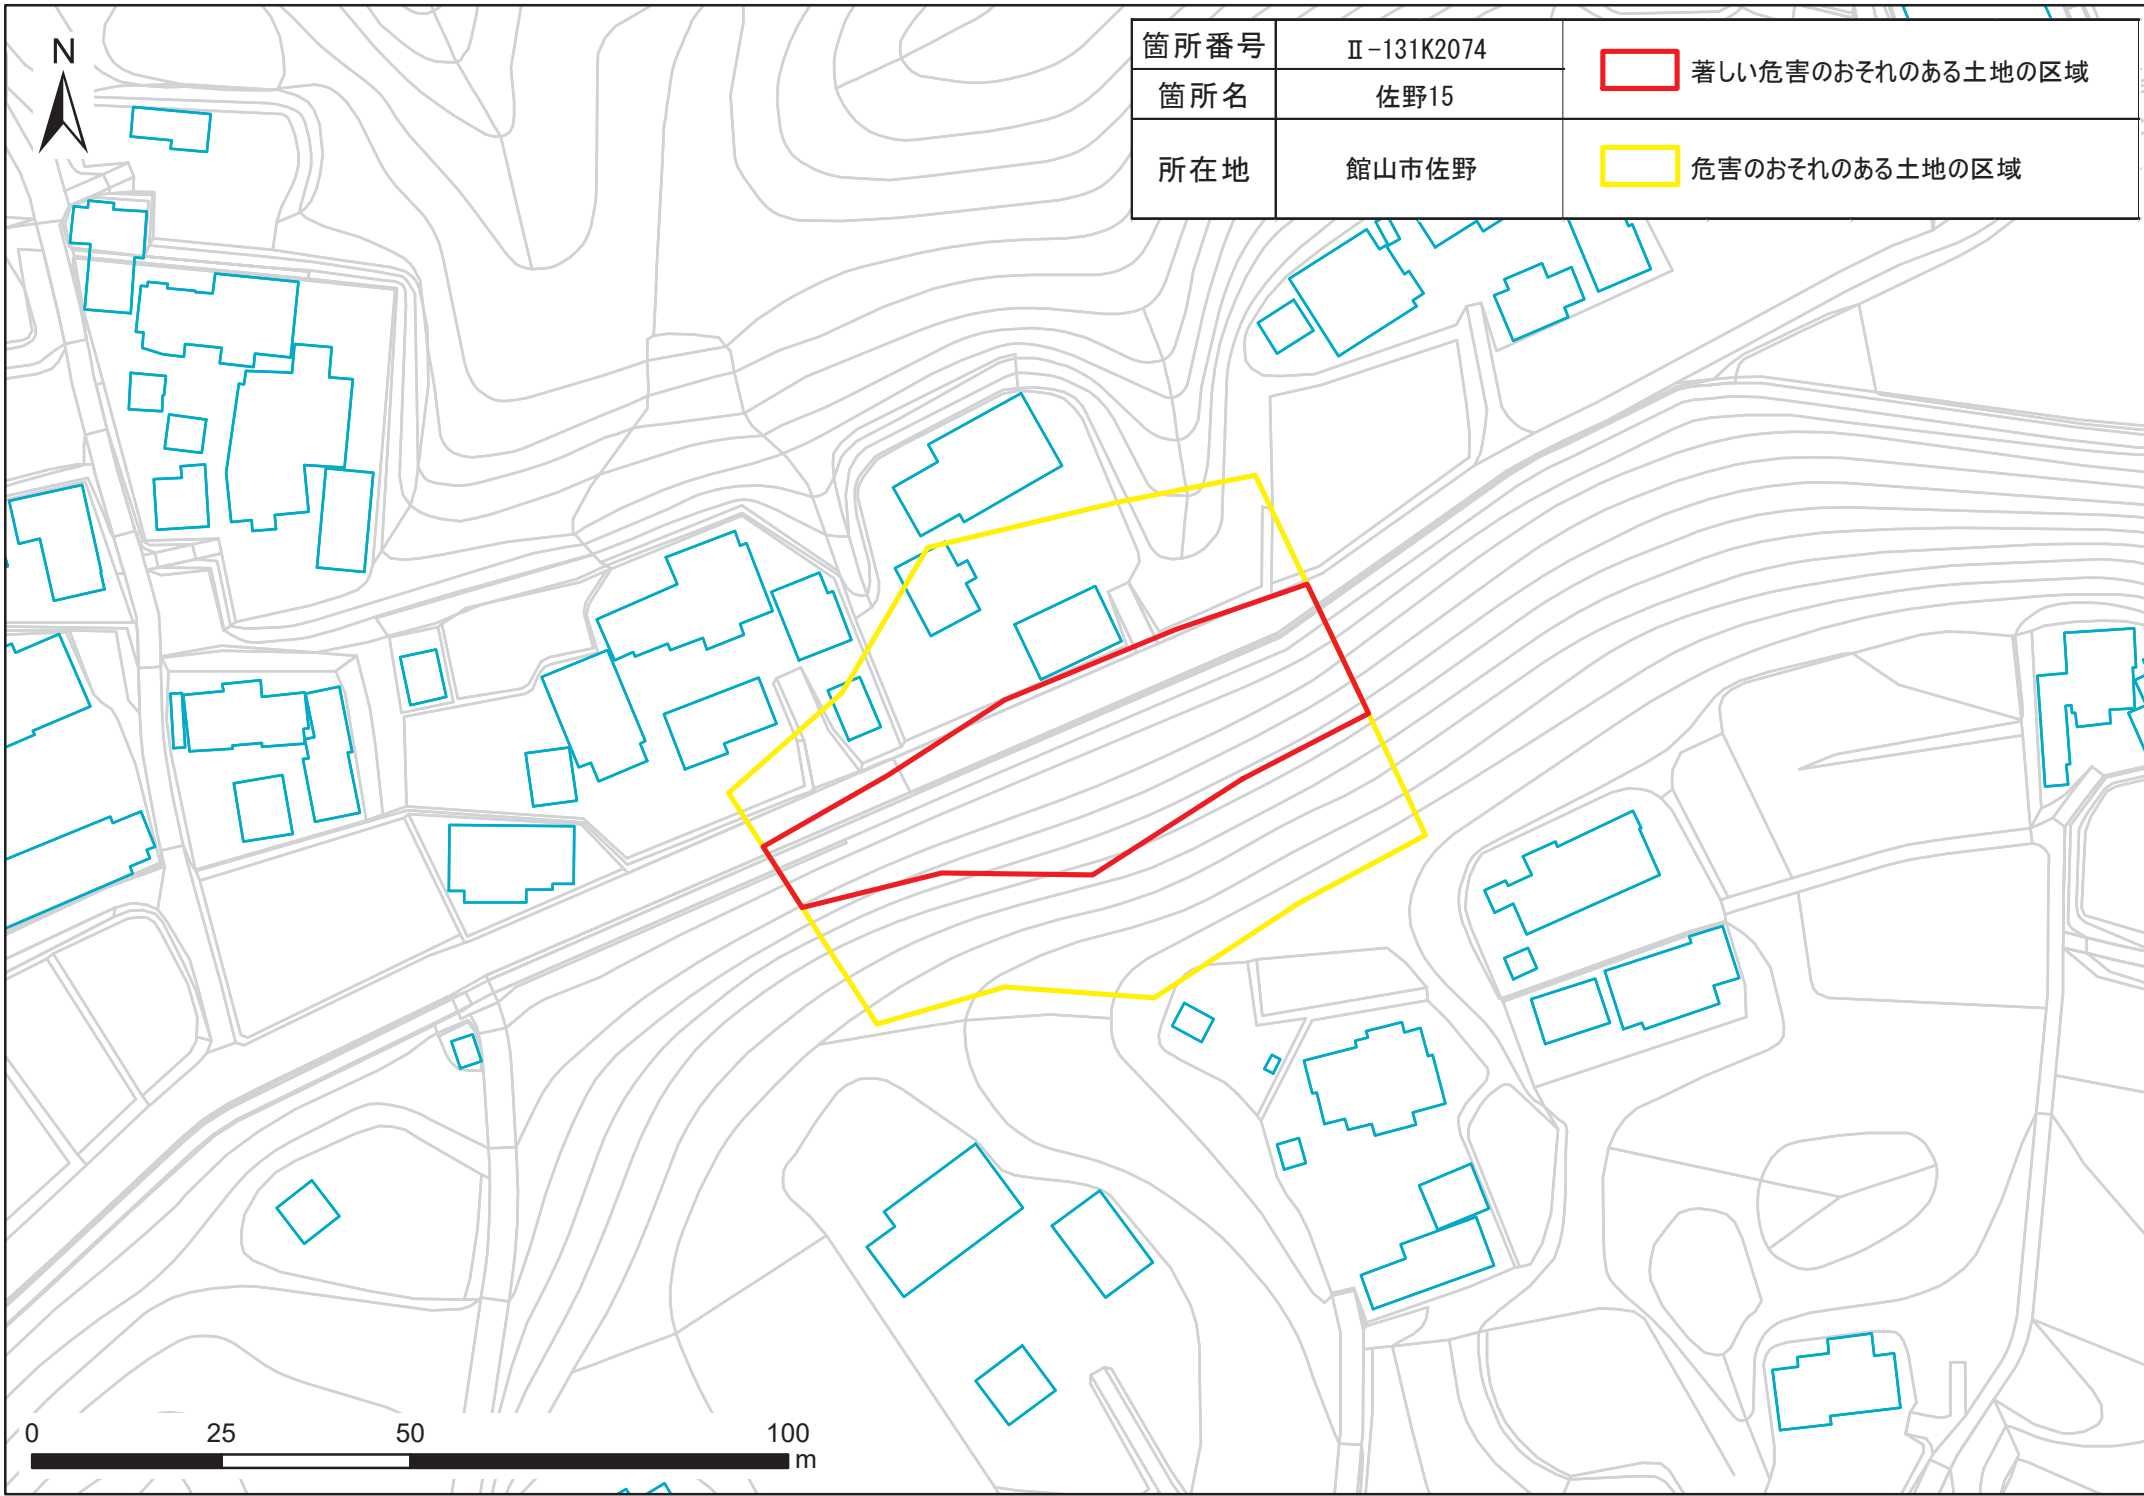 N
箇所番号 Ⅱ-131K2074 著しい危害のおそれのある土地の区域
箇所名 佐野15
所在地 館山市佐野 危害のおそれのある土地の区域
0 25 50 100
m